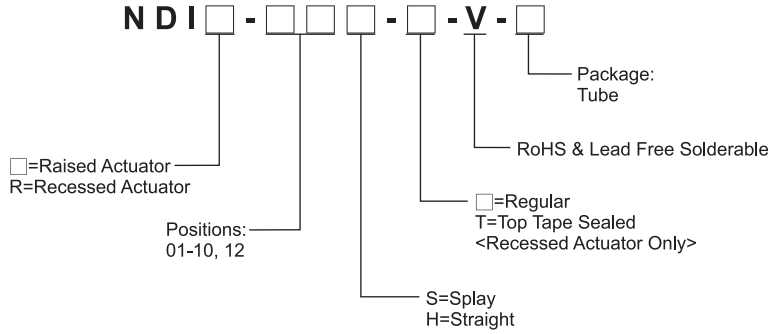 NDI□-□□□-□-V-□
Package:
Tube
RoHS & Lead Free Solderable
□=Raised Actuator
R=Recessed Actuator
□=Regular
T=Top Tape Sealed
<Recessed Actuator Only>
Positions:
01-10, 12
S=Splay
H=Straight